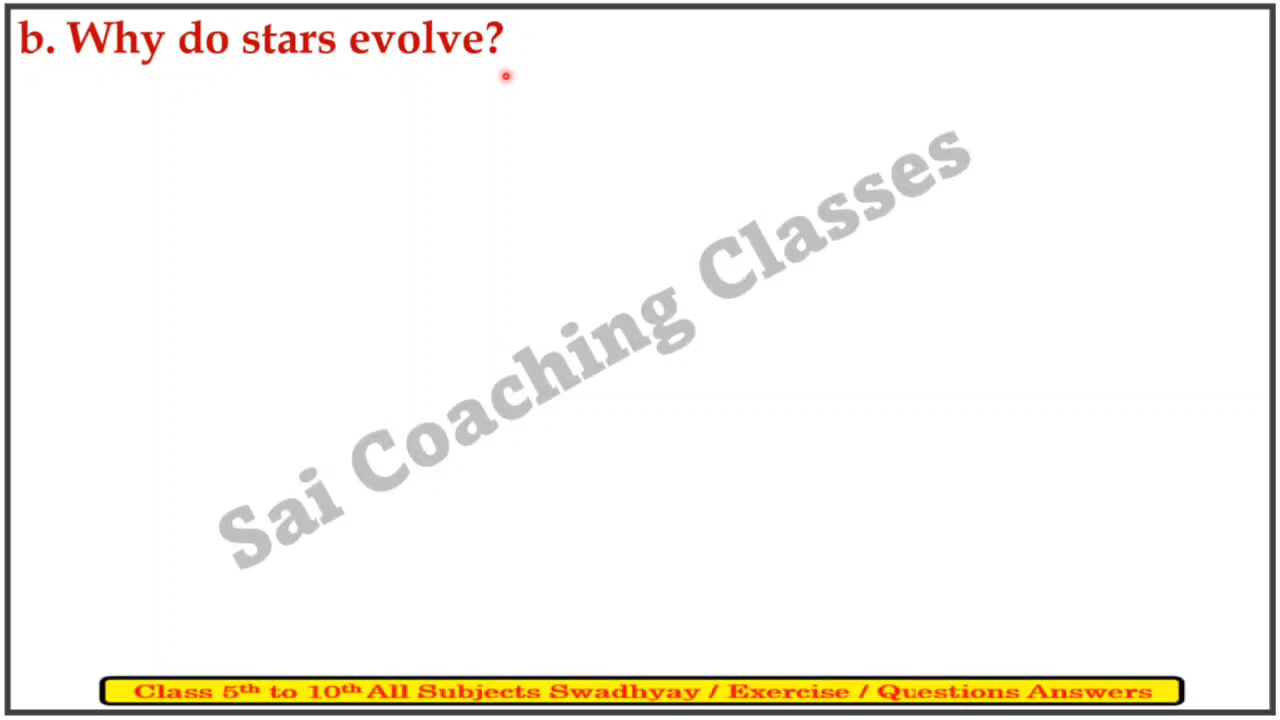 b. Why do stars evolve?
Sai Coaching Classes
Class 5th to 10th All Subjects Swadhyay / Exercise / Questions Answers